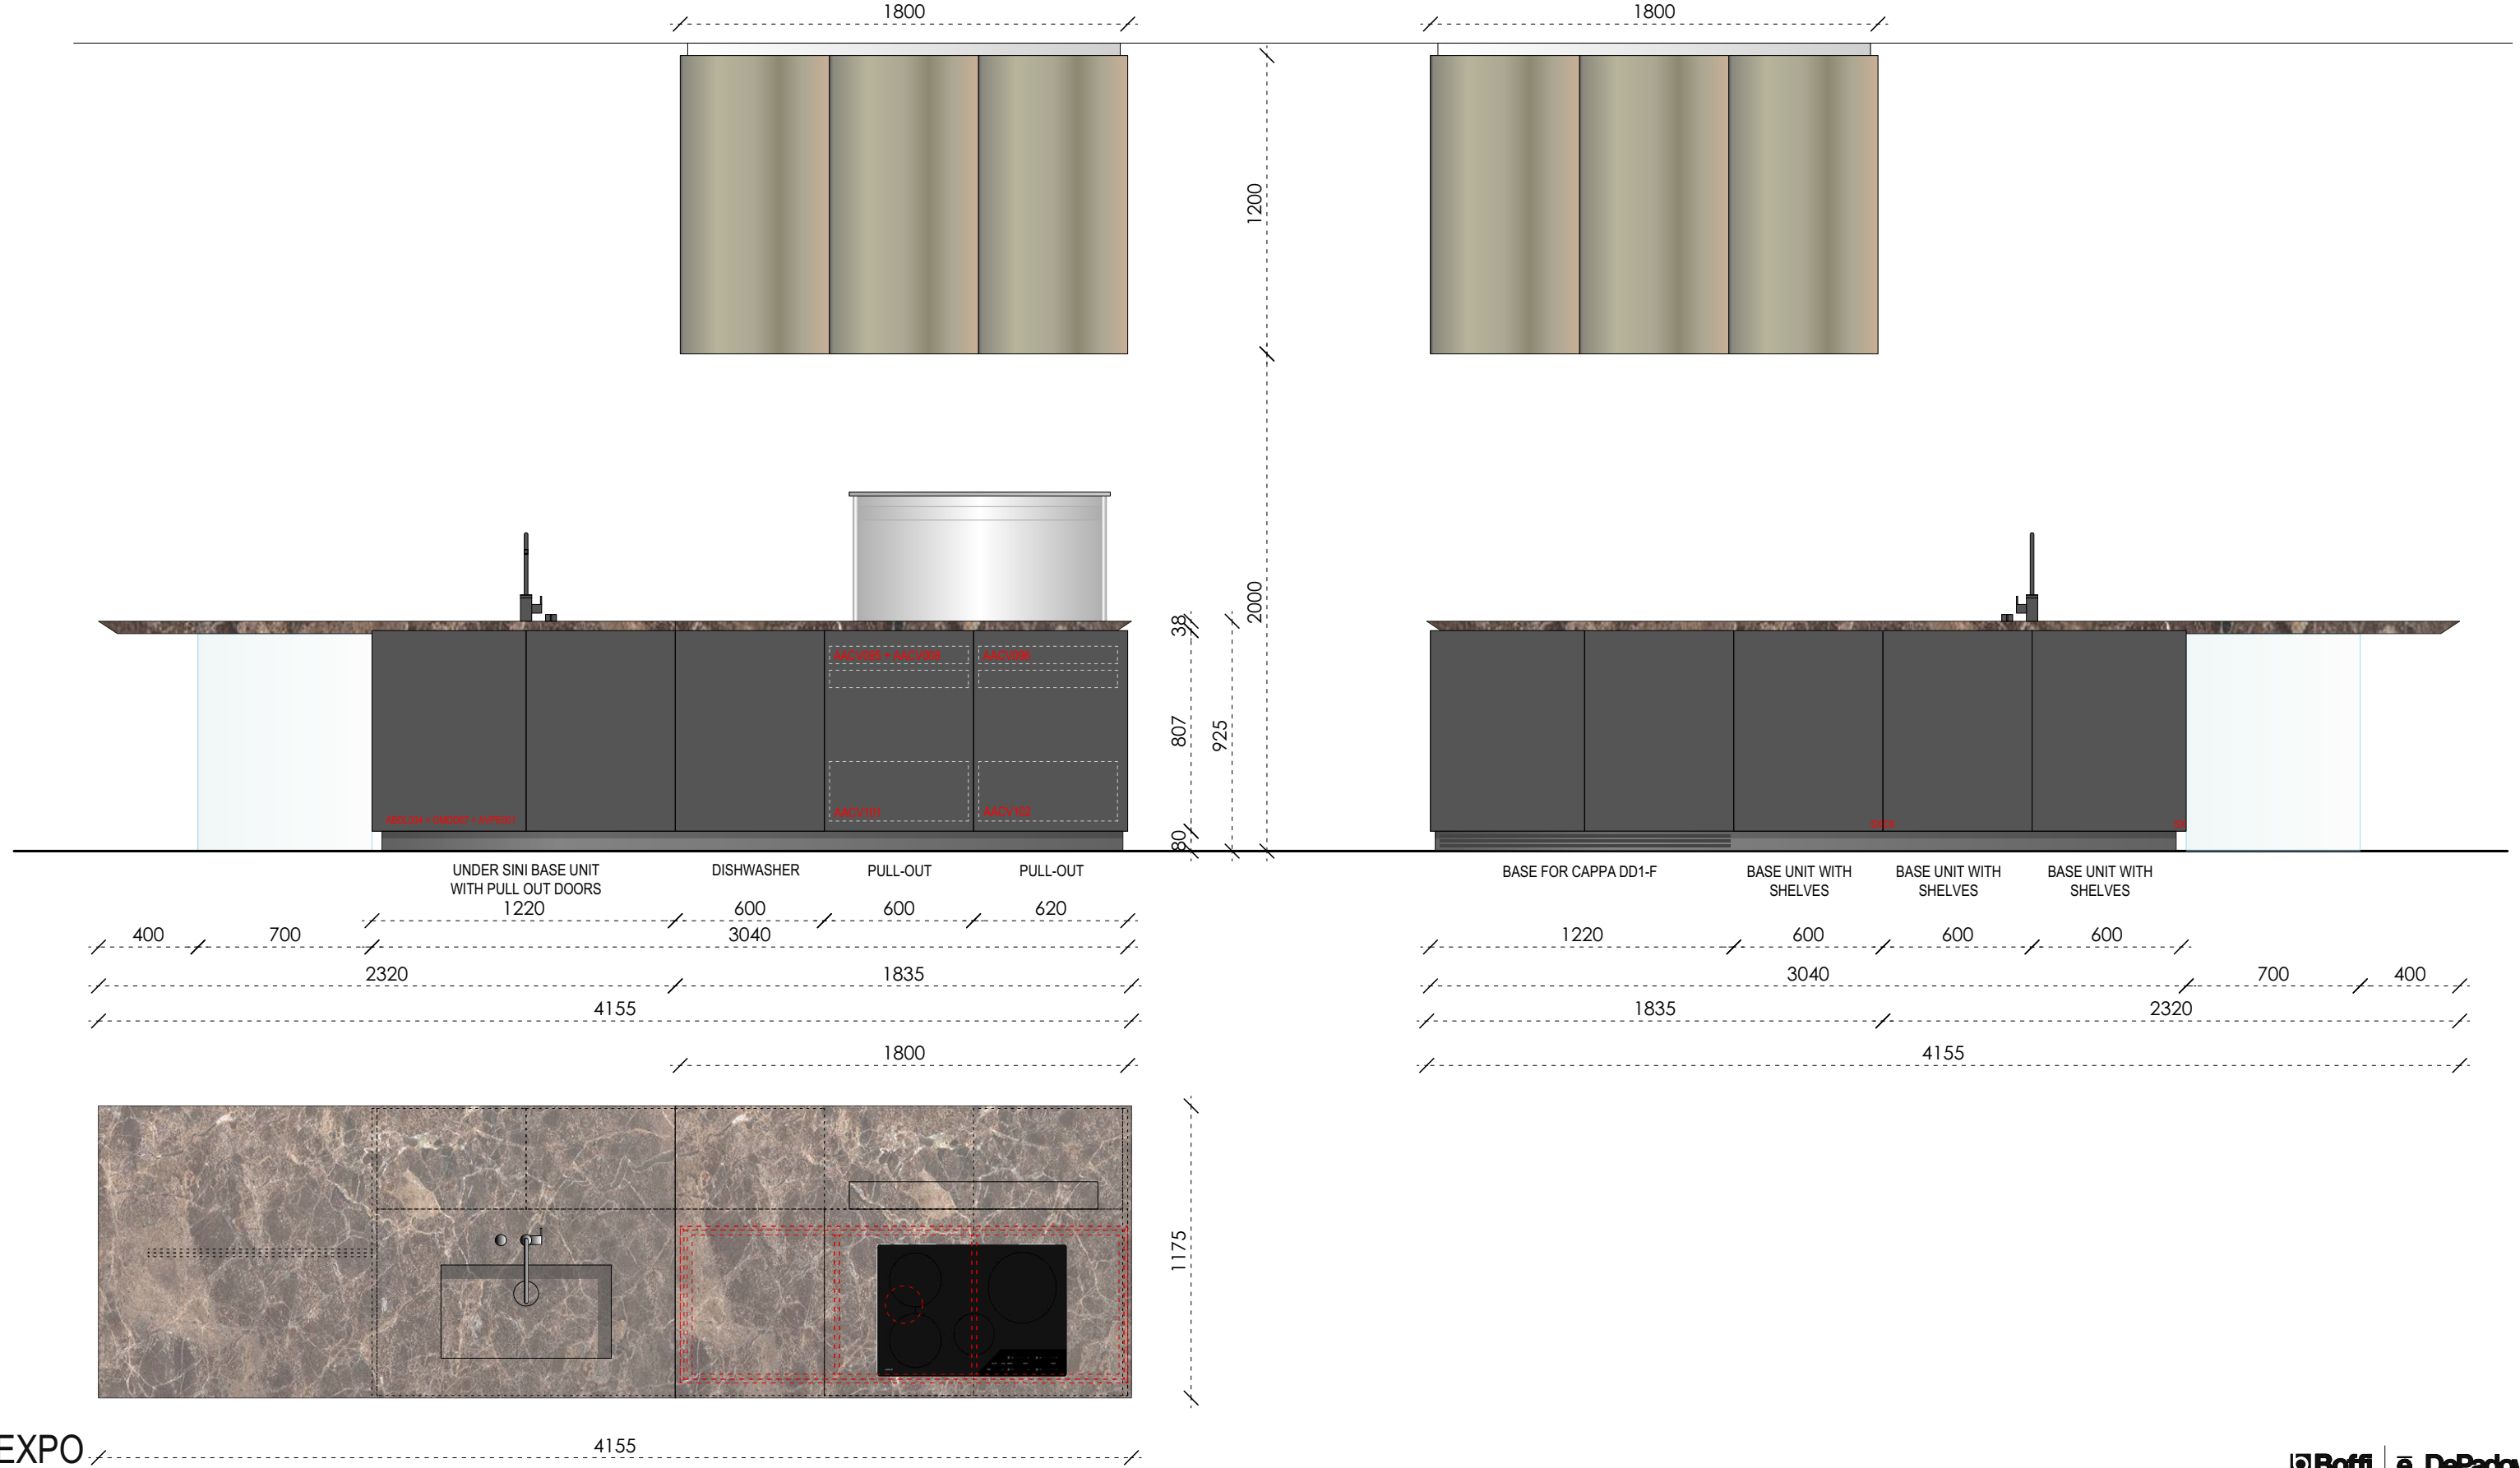 1800
1800
1200
2000
38
807
925
80
AACV101
UNDER SINI BASE UNIT
WITH PULL OUT DOORS
DISHWASHER
PULL-OUT
PULL-OUT
BASE FOR CAPPA DD1-F
BASE UNIT WITH
SHELVES
BASE UNIT WITH
SHELVES
BASE UNIT WITH
SHELVES
1220
600
600
620
400
700
3040
2320
1835
4155
1800
1220
600
600
600
3040
700
400
1835
2320
4155
1175
EXPO
4155
Boffi